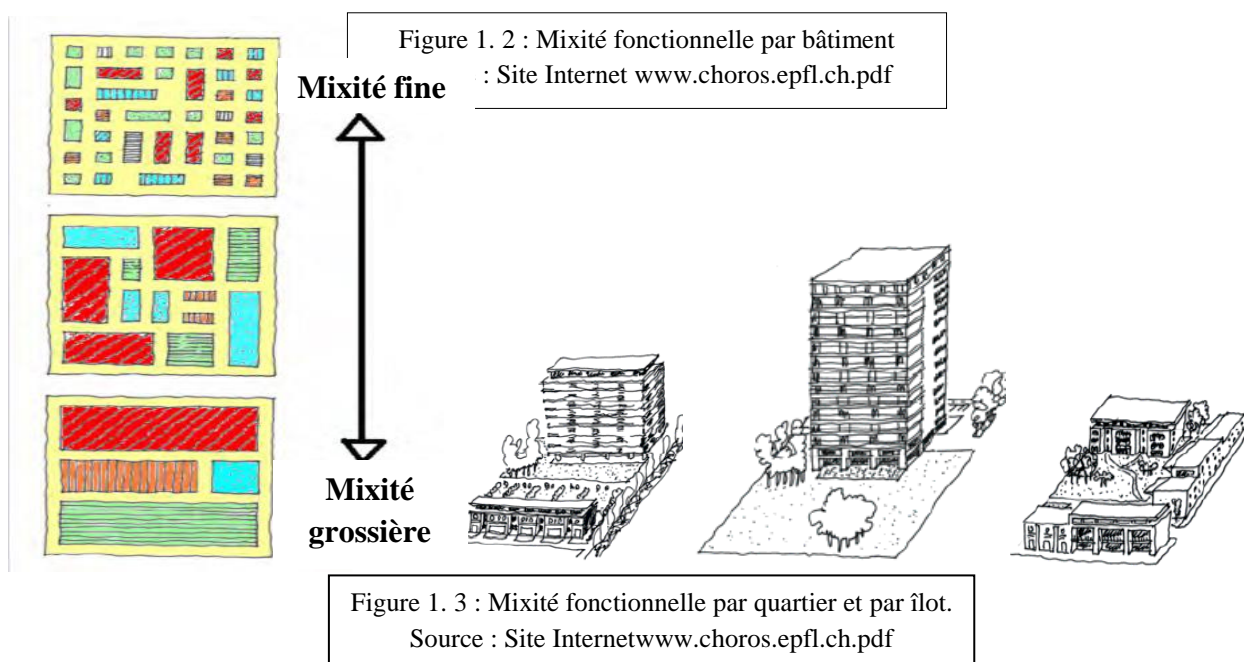 Figure 1. 2 : Mixité fonctionnelle par bâtiment
: Site Internet www.choros.epfl.ch.pdf
Mixité fine
Mixité
grossière
Figure 1. 3 : Mixité fonctionnelle par quartier et par îlot.
Source : Site Internetwww.choros.epfl.ch.pdf